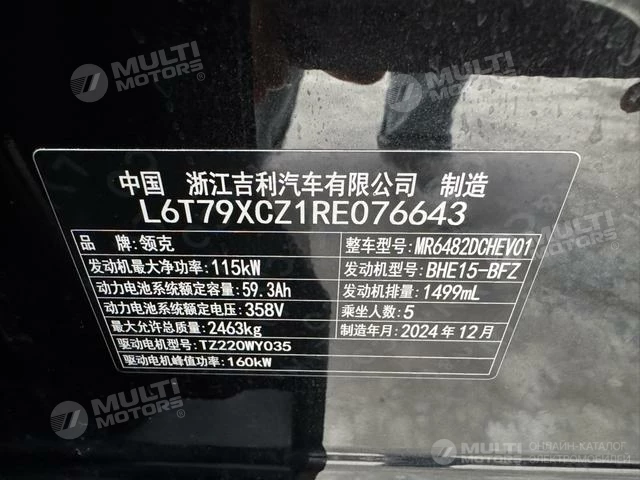 MULTI
MOTORS®
MULTI
MOTORS®
中国 浙江吉利汽车有限公司 制造
L6T79XCZ1RE076643
品 牌:领克 整车型号:MR6482DCHEV01
发动机最大净功率:115kW 发动机型号:BHE15-BFZ
动力电池系统额定容量:59.3Ah 发动机排量:1499mL
动力电池系统额定电压:358V 乘坐人数:5
最大允许总质量:2463kg 制造年月:2024年12月
驱动电机型号:TZ220WY035
驱动电机峰值功率:160kW
MULTI
MOTORS®
MULTI
MOTORS
ОНЛАЙН-КАТАЛОГ
ЭЛЕКТРОМОБИЛЕЙ